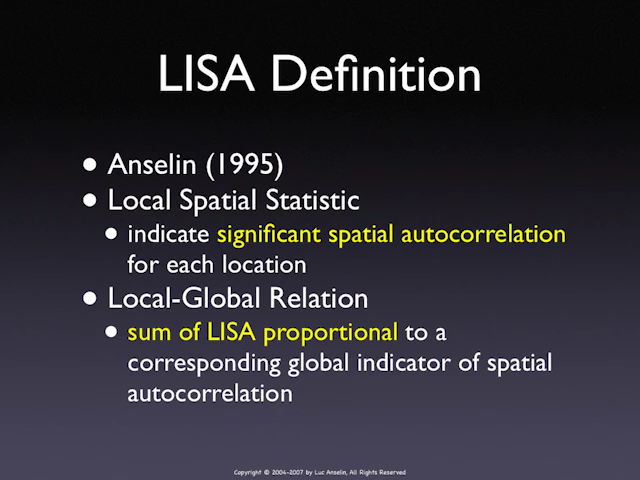 LISA Definition
• Anselin (1995)
• Local Spatial Statistic
• indicate significant spatial autocorrelation
for each location
• Local-Global Relation
• sum of LISA proportional to a
corresponding global indicator of spatial
autocorrelation
Copyright © 2004-2007 by Luc Anselin, All Rights Reserved